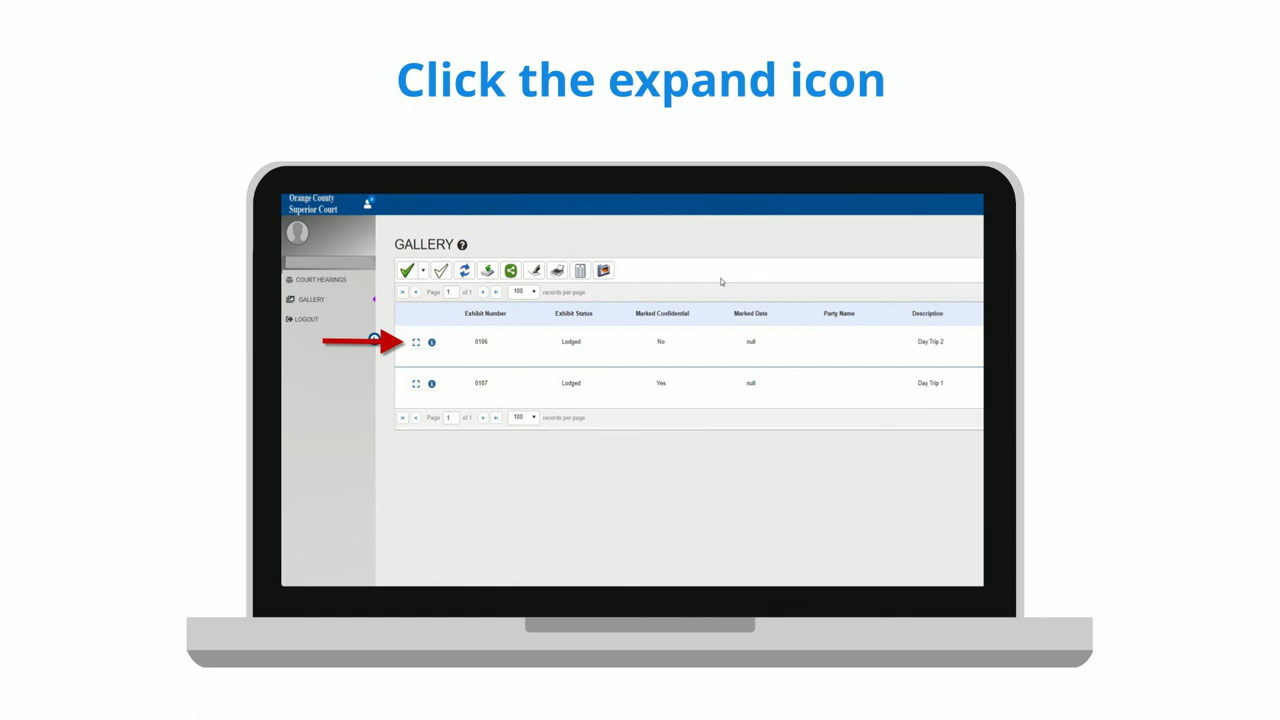 Click the expand icon
Orange County
Superior Court
GALLERY
COURT HEARINGS
GALLERY
LOGOUT
Page 1 of 1 100 records per page
Exhibit Number Exhibit Status Marked Confidential Marked Date Party Name Description
0106 Lodged No null Day Trip 2
0107 Lodged Yes null Day Trip 1
Page 1 of 1 100 records per page